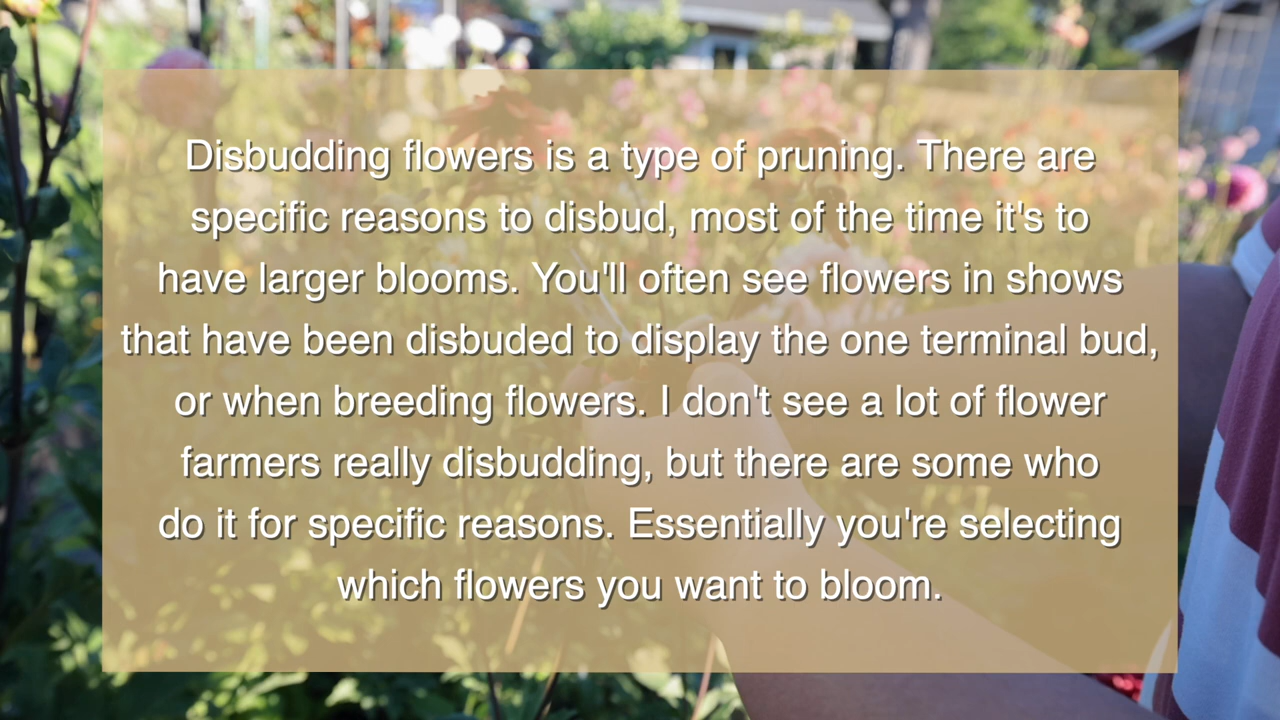 Disbudding flowers is a type of pruning. There are
specific reasons to disbud, most of the time it's to
have larger blooms. You'll often see flowers in shows
that have been disbuded to display the one terminal bud,
or when breeding flowers. I don't see a lot of flower
farmers really disbudding, but there are some who
do it for specific reasons. Essentially you're selecting
which flowers you want to bloom.